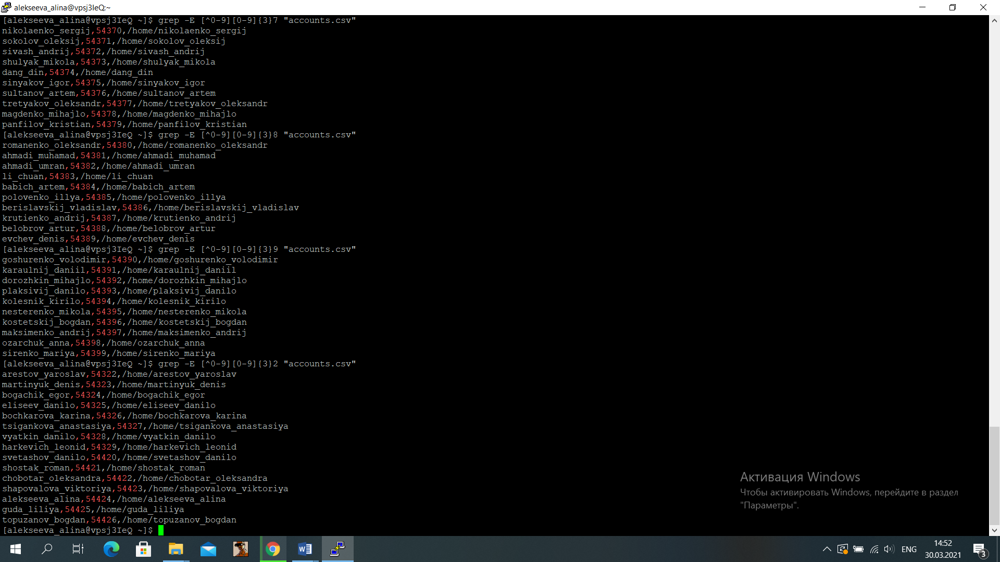 alekseeva_alina@vpsj3IeQ:~
[alekseeva_alina@vpsj3IeQ ~]$ grep -E [^0-9][0-9]{3}7 "accounts.csv"
nikolaenko_sergij,54370,/home/nikolaenko_sergij
sokolov_oleksij,54371,/home/sokolov_oleksij
sivash_andrij,54372,/home/sivash_andrij
shulyak_mikola,54373,/home/shulyak_mikola
dang_din,54374,/home/dang_din
sinyakov_igor,54375,/home/sinyakov_igor
sultanov_artem,54376,/home/sultanov_artem
tretyakov_oleksandr,54377,/home/tretyakov_oleksandr
magdenko_mihajlo,54378,/home/magdenko_mihajlo
panfilov_kristian,54379,/home/panfilov_kristian
[alekseeva_alina@vpsj3IeQ ~]$ grep -E [^0-9][0-9]{3}8 "accounts.csv"
romanenko_oleksandr,54380,/home/romanenko_oleksandr
ahmadi_muhamad,54381,/home/ahmadi_muhamad
ahmadi_umran,54382,/home/ahmadi_umran
li_chuan,54383,/home/li_chuan
babich_artem,54384,/home/babich_artem
polovenko_illya,54385,/home/polovenko_illya
berislavskij_vladislav,54386,/home/berislavskij_vladislav
krutienko_andrij,54387,/home/krutienko_andrij
belobrov_artur,54388,/home/belobrov_artur
evchev_denis,54389,/home/evchev_denis
[alekseeva_alina@vpsj3IeQ ~]$ grep -E [^0-9][0-9]{3}9 "accounts.csv"
goshurenko_volodimir,54390,/home/goshurenko_volodimir
karaulnij_daniil,54391,/home/karaulnij_daniil
dorozhkin_mihajlo,54392,/home/dorozhkin_mihajlo
plaksivij_danilo,54393,/home/plaksivij_danilo
kolesnik_kirilo,54394,/home/kolesnik_kirilo
nesterenko_mikola,54395,/home/nesterenko_mikola
kostetskij_bogdan,54396,/home/kostetskij_bogdan
maksimenko_andrij,54397,/home/maksimenko_andrij
ozarchuk_anna,54398,/home/ozarchuk_anna
sirenko_mariya,54399,/home/sirenko_mariya
[alekseeva_alina@vpsj3IeQ ~]$ grep -E [^0-9][0-9]{3}2 "accounts.csv"
arestov_yaroslav,54322,/home/arestov_yaroslav
martinyuk_denis,54323,/home/martinyuk_denis
bogachik_egor,54324,/home/bogachik_egor
eliseev_danilo,54325,/home/eliseev_danilo
bochkarova_karina,54326,/home/bochkarova_karina
tsigankova_anastasiya,54327,/home/tsigankova_anastasiya
vyatkin_danilo,54328,/home/vyatkin_danilo
harkevich_leonid,54329,/home/harkevich_leonid
svetashov_danilo,54420,/home/svetashov_danilo
shostak_roman,54421,/home/shostak_roman
chobotar_oleksandra,54422,/home/chobotar_oleksandra
shapovalova_viktoriya,54423,/home/shapovalova_viktoriya
alekseeva_alina,54424,/home/alekseeva_alina
guda_liliya,54425,/home/guda_liliya
topuzanov_bogdan,54426,/home/topuzanov_bogdan
[alekseeva_alina@vpsj3IeQ ~]$
Активация Windows
Чтобы активировать Windows, перейдите в раздел
"Параметры".
ENG
14:52
30.03.2021
3